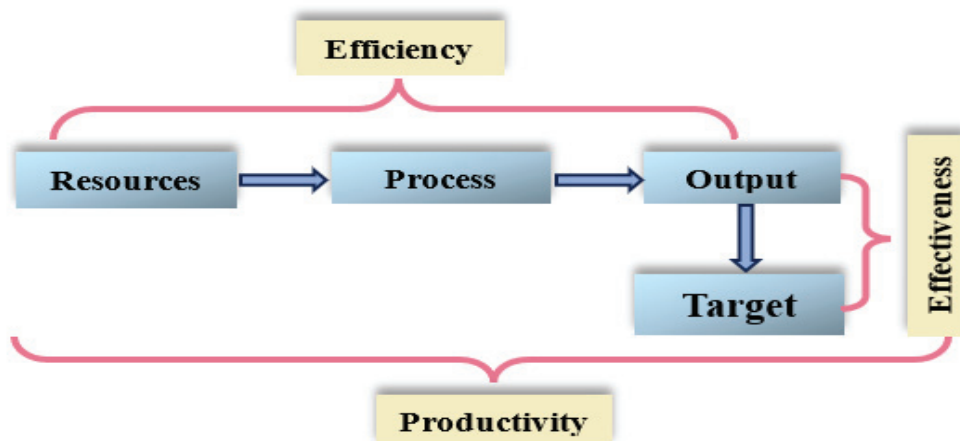 Efficiency
Resources
Process
Output
Effectiveness
Target
Productivity